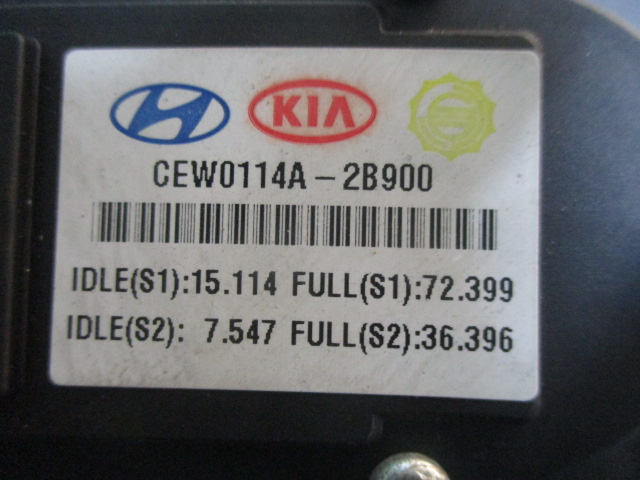 KIA
CEW0114A-2B900
IDLE(S1):15.114 FULL(S1):72.399
IDLE(S2): 7.547 FULL(S2):36.396